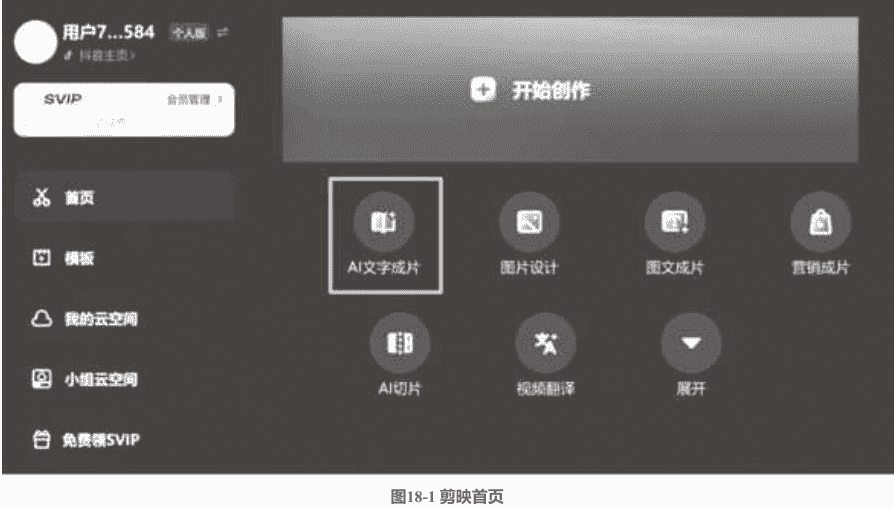 用户7...584 个人版
抖音主页>
SVIP 会员管理 >
首页
模板
我的云空间
小组云空间
免费领SVIP
开始创作
AI文字成片 图片设计 图文成片 营销成片
AI切片 视频翻译 展开
图18-1 剪映首页